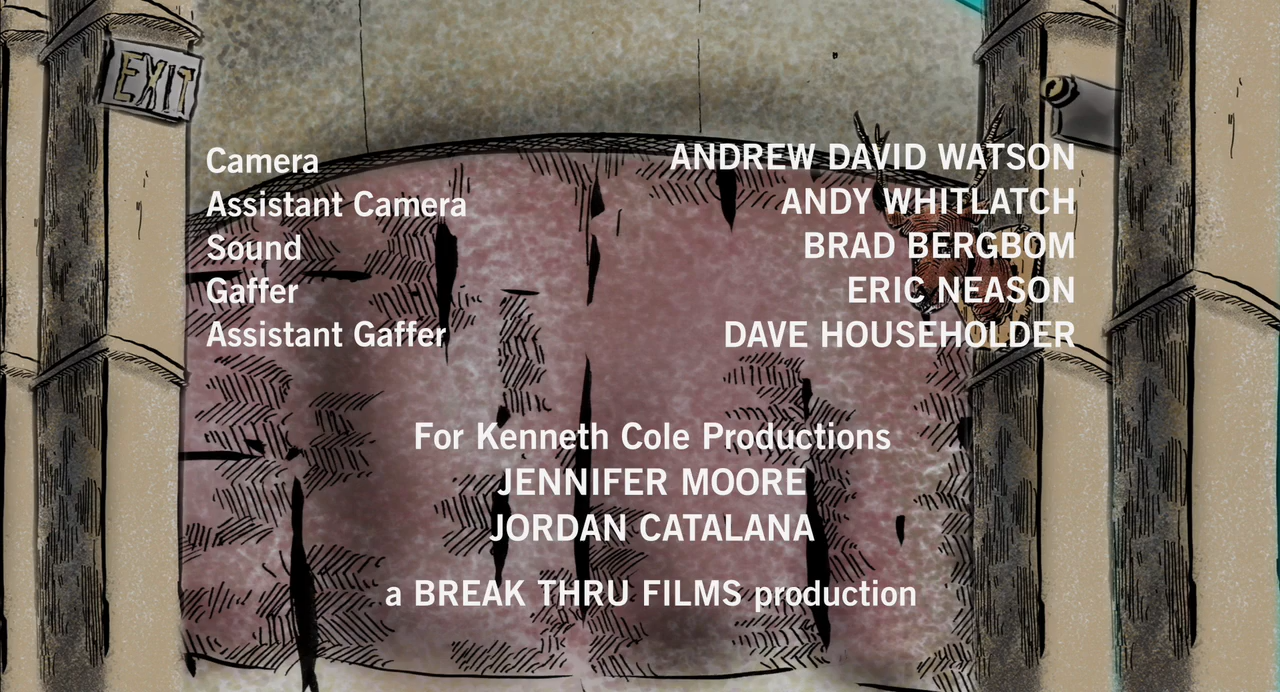 EXIT
Camera ANDREW DAVID WATSON
Assistant Camera ANDY WHITLATCH
Sound BRAD BERGBOM
Gaffer ERIC NEASON
Assistant Gaffer DAVE HOUSEHOLDER
For Kenneth Cole Productions
JENNIFER MOORE
JORDAN CATALANA
a BREAK THRU FILMS production